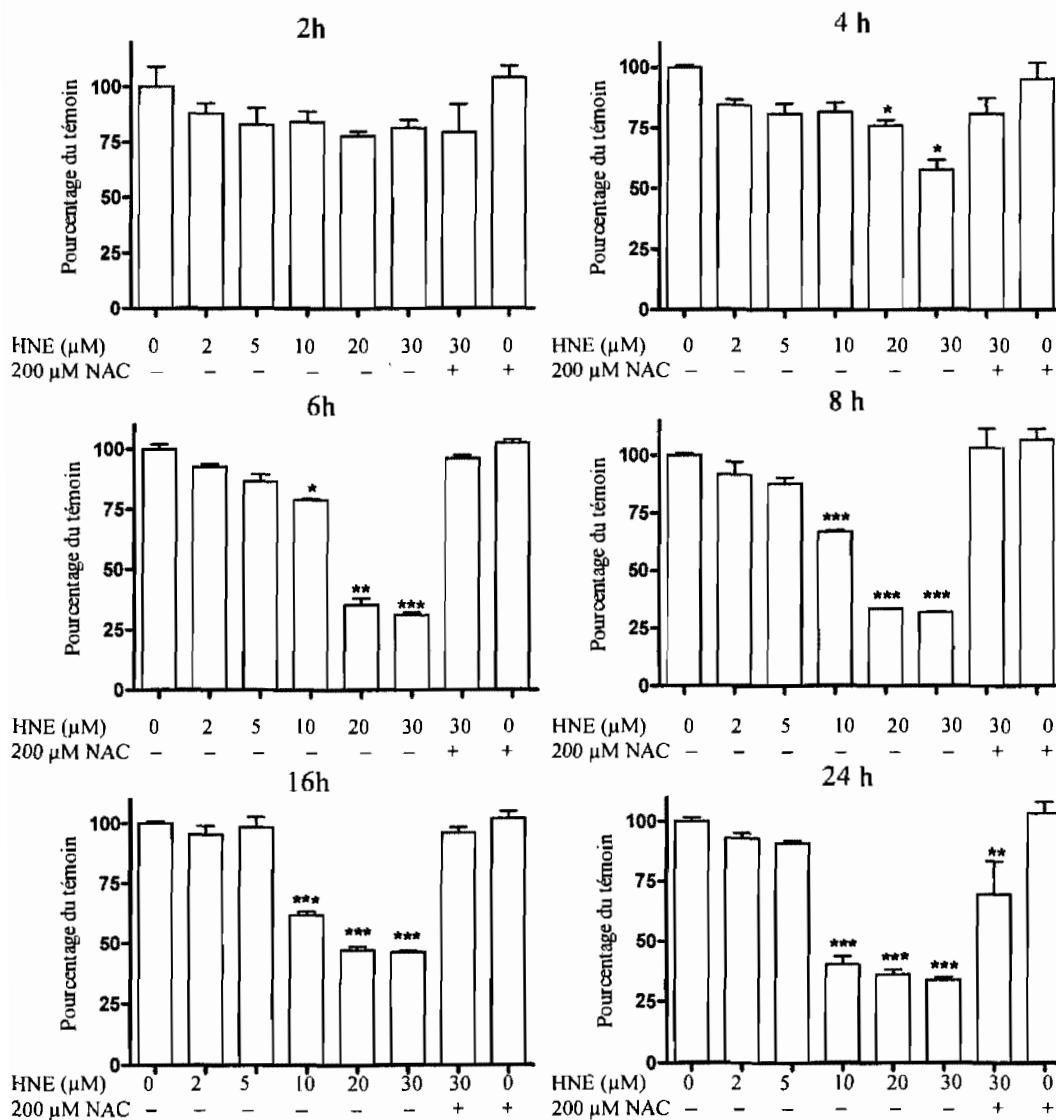 2h
Pourcentage du témoin
100
75
50
25
0
HNE (µM) 0 2 5 10 20 30 30 0
200 µM NAC – – – – – – + +
4 h
Pourcentage du témoin
100
75
50
25
0
* *
HNE (µM) 0 2 5 10 20 30 30 0
200 µM NAC – – – – – – + +
6h
Pourcentage du témoin
100
75
50
25
0
* ** ***
HNE (µM) 0 2 5 10 20 30 30 0
200 µM NAC – – – – – – + +
8 h
Pourcentage du témoin
100
75
50
25
0
*** *** ***
HNE (µM) 0 2 5 10 20 30 30 0
200 µM NAC – – – – – – + +
16h
Pourcentage du témoin
100
75
50
25
0
*** *** ***
HNE (µM) 0 2 5 10 20 30 30 0
200 µM NAC – – – – – – + +
24 h
Pourcentage du témoin
100
75
50
25
0
*** *** *** **
HNE (µM) 0 2 5 10 20 30 30 0
200 µM NAC – – – – – – + +